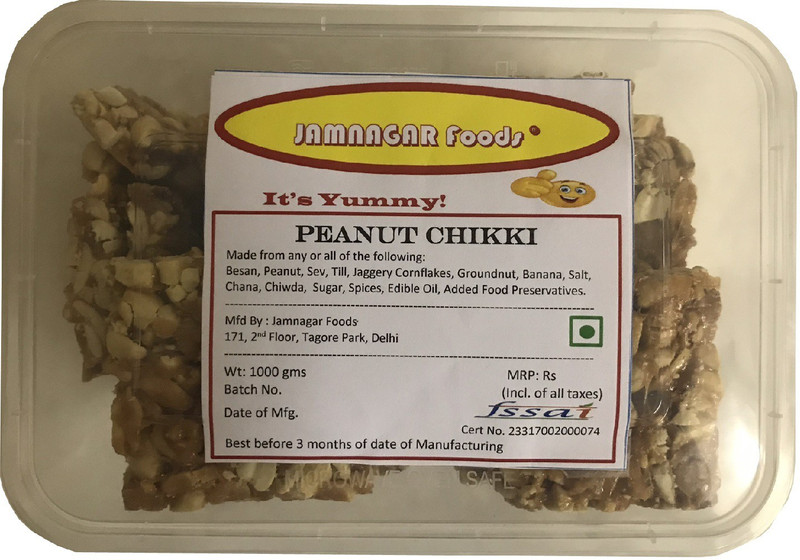 JAMNAGAR Foods
It's Yummy!
PEANUT CHIKKI
Made from any or all of the following:
Besan, Peanut, Sev, Till, Jaggery Cornflakes, Groundnut, Banana, Salt,
Chana, Chiwda, Sugar, Spices, Edible Oil, Added Food Preservatives.
Mfd By : Jamnagar Foods
171, 2nd Floor, Tagore Park, Delhi
Wt: 1000 gms
MRP: Rs
Batch No.
(Incl. of all taxes)
Date of Mfg.
fssai
Cert No. 23317002000074
Best before 3 months of date of Manufacturing
MICROWAVE SAFE